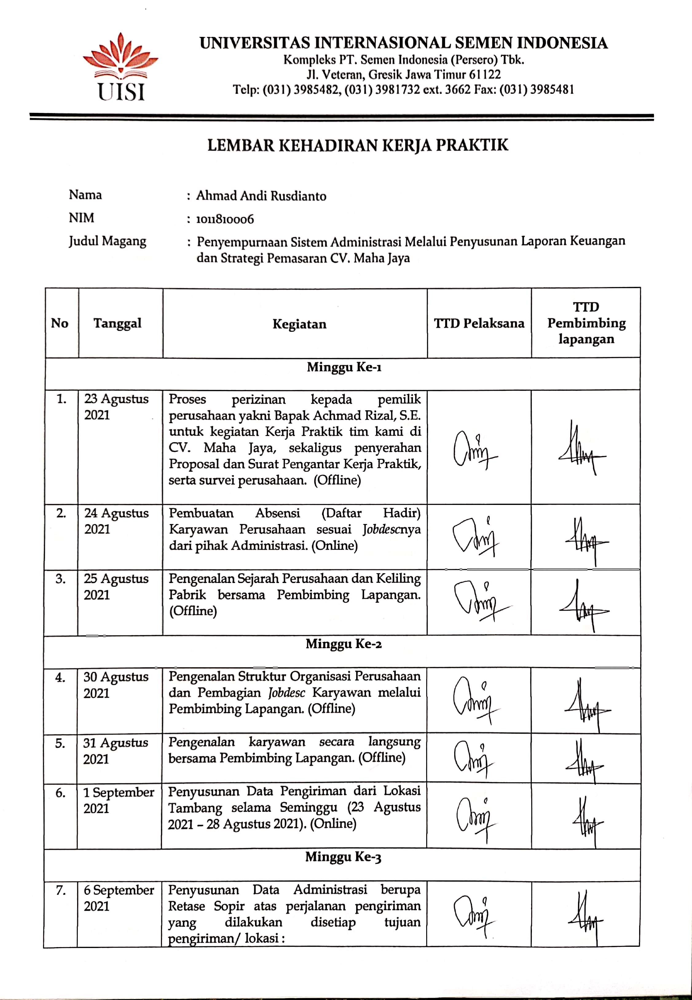 UNIVERSITAS INTERNASIONAL SEMEN INDONESIA
Kompleks PT. Semen Indonesia (Persero) Tbk.
Jl. Veteran, Gresik Jawa Timur 61122
Telp: (031) 3985482, (031) 3981732 ext. 3662 Fax: (031) 3985481
UISI
LEMBAR KEHADIRAN KERJA PRAKTIK
Nama : Ahmad Andi Rusdianto
NIM : 1011810006
Judul Magang : Penyempurnaan Sistem Administrasi Melalui Penyusunan Laporan Keuangan
dan Strategi Pemasaran CV. Maha Jaya
No Tanggal Kegiatan TTD Pelaksana TTD Pembimbing lapangan
Minggu Ke-1
1. 23 Agustus 2021 Proses perizinan kepada pemilik
perusahaan yakni Bapak Achmad Rizal, S.E.
untuk kegiatan Kerja Praktik tim kami di
CV. Maha Jaya, sekaligus penyerahan
Proposal dan Surat Pengantar Kerja Praktik,
serta survei perusahaan. (Offline)
2. 24 Agustus 2021 Pembuatan Absensi (Daftar Hadir)
Karyawan Perusahaan sesuai Jobdescnya
dari pihak Administrasi. (Online)
3. 25 Agustus 2021 Pengenalan Sejarah Perusahaan dan Keliling
Pabrik bersama Pembimbing Lapangan.
(Offline)
Minggu Ke-2
4. 30 Agustus 2021 Pengenalan Struktur Organisasi Perusahaan
dan Pembagian Jobdesc Karyawan melalui
Pembimbing Lapangan. (Offline)
5. 31 Agustus 2021 Pengenalan karyawan secara langsung
bersama Pembimbing Lapangan. (Offline)
6. 1 September 2021 Penyusunan Data Pengiriman dari Lokasi
Tambang selama Seminggu (23 Agustus
2021 – 28 Agustus 2021). (Online)
Minggu Ke-3
7. 6 September 2021 Penyusunan Data Administrasi berupa
Retase Sopir atas perjalanan pengiriman
yang dilakukan disetiap tujuan
pengiriman/ lokasi :